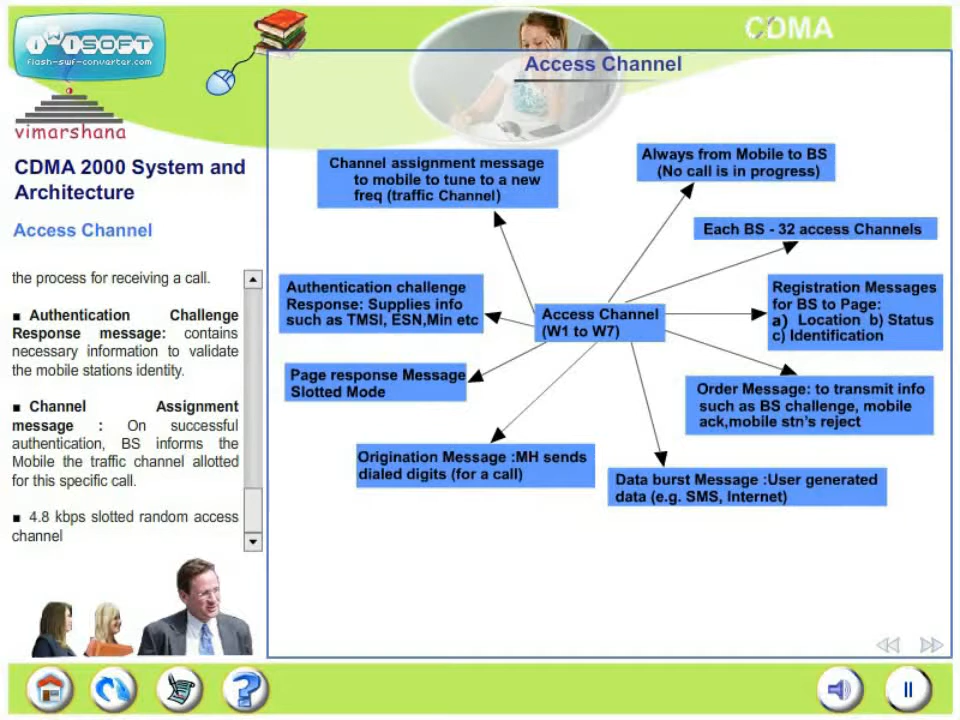 iWiSOFT
flash-swf-converter.com
CDMA
Access Channel
vimarshana
CDMA 2000 System and
Architecture
Access Channel
the process for receiving a call.
■ Authentication Challenge
Response message: contains
necessary information to validate
the mobile stations identity.
■ Channel Assignment
message : On successful
authentication, BS informs the
Mobile the traffic channel allotted
for this specific call.
■ 4.8 kbps slotted random access
channel
Channel assignment message
to mobile to tune to a new
freq (traffic Channel)
Always from Mobile to BS
(No call is in progress)
Each BS - 32 access Channels
Authentication challenge
Response: Supplies info
such as TMSI, ESN,Min etc
Access Channel
(W1 to W7)
Registration Messages
for BS to Page:
a) Location b) Status
c) Identification
Page response Message
Slotted Mode
Order Message: to transmit info
such as BS challenge, mobile
ack,mobile stn's reject
Origination Message :MH sends
dialed digits (for a call)
Data burst Message :User generated
data (e.g. SMS, Internet)